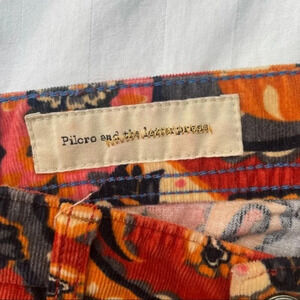 Pilcro and the letterpress